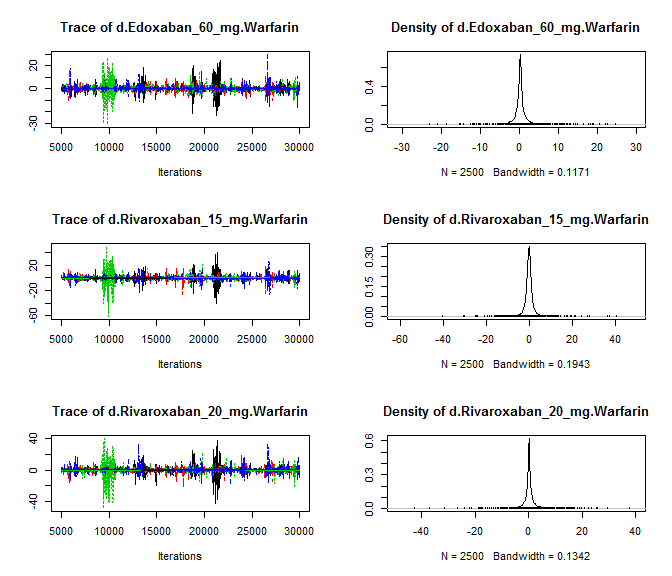 Trace of d.Edoxaban_60_mg.Warfarin
-30 0 20
5000 10000 15000 20000 25000 30000
Iterations
Density of d.Edoxaban_60_mg.Warfarin
0.0 0.4
-30 -20 -10 0 10 20 30
N = 2500 Bandwidth = 0.1171
Trace of d.Rivaroxaban_15_mg.Warfarin
-60 -20 20
5000 10000 15000 20000 25000 30000
Iterations
Density of d.Rivaroxaban_15_mg.Warfarin
0.00 0.15 0.30
-60 -40 -20 0 20 40
N = 2500 Bandwidth = 0.1943
Trace of d.Rivaroxaban_20_mg.Warfarin
-40 0 40
5000 10000 15000 20000 25000 30000
Iterations
Density of d.Rivaroxaban_20_mg.Warfarin
0.0 0.3 0.6
-40 -20 0 20 40
N = 2500 Bandwidth = 0.1342